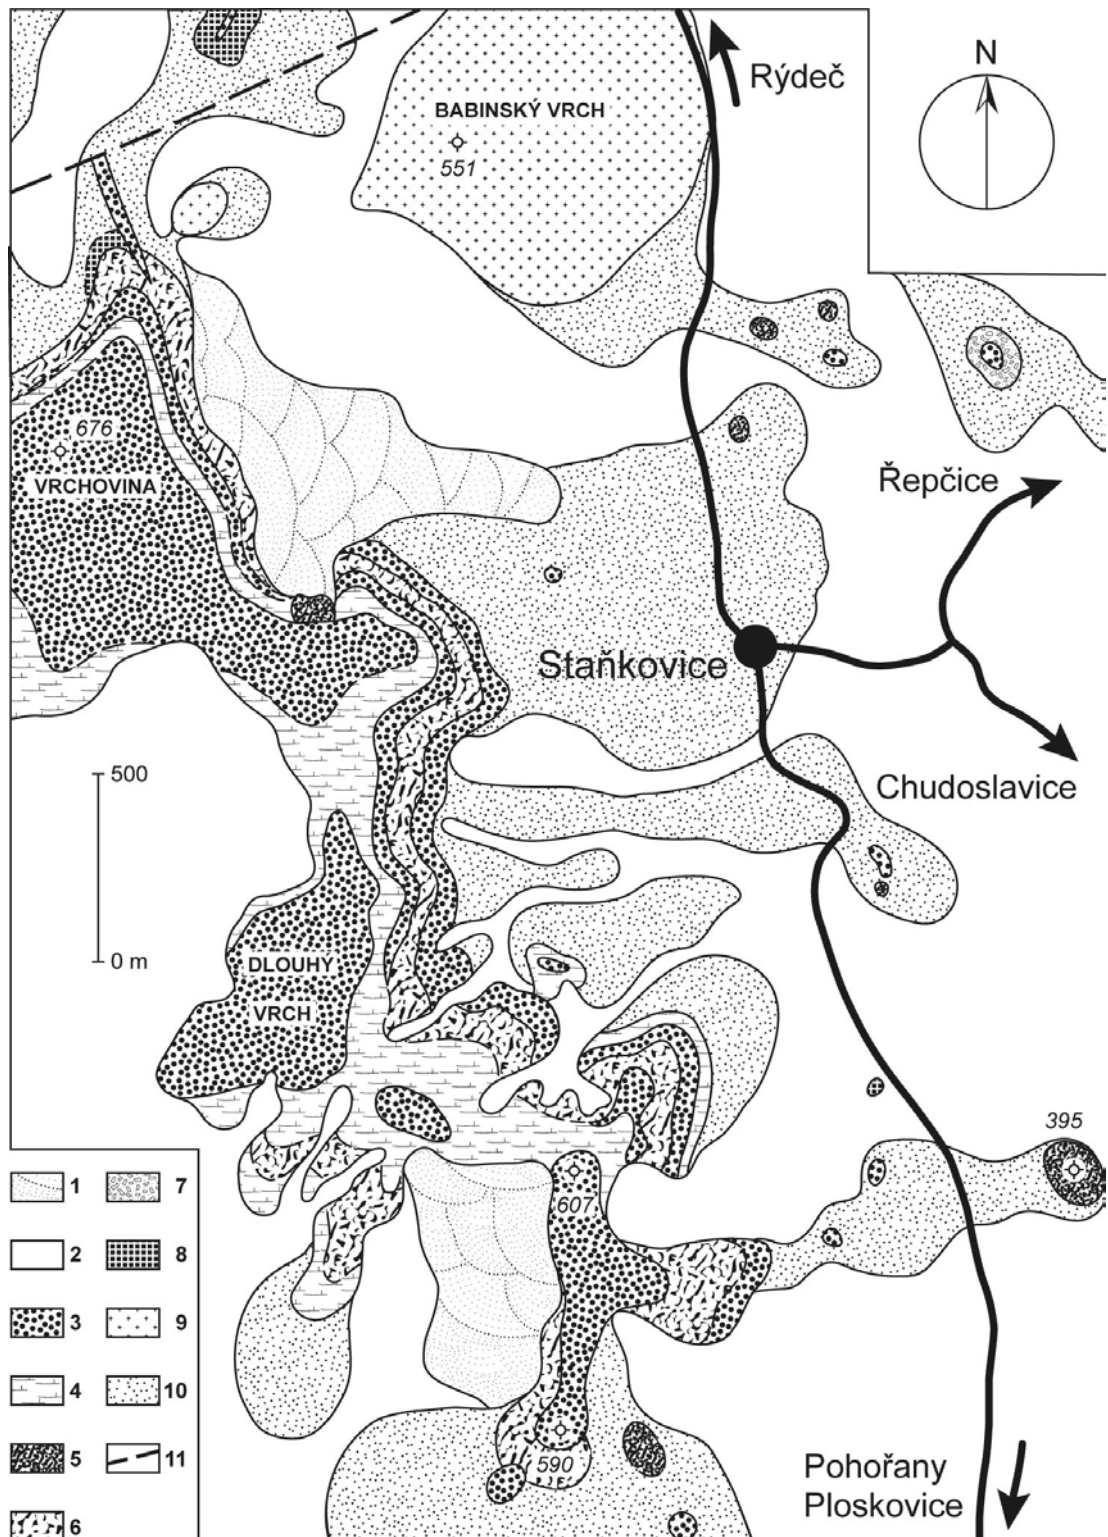 N
Rýdeč
BABINSKÝ VRCH
551
676
VRCHOVINA
Řepčice
Staňkovice
500
Chudoslavice
0 m
DLOUHY
VRCH
395
607
590
Pohořany
Ploskovice
1 7
2 8
3 9
4 10
5 11
6